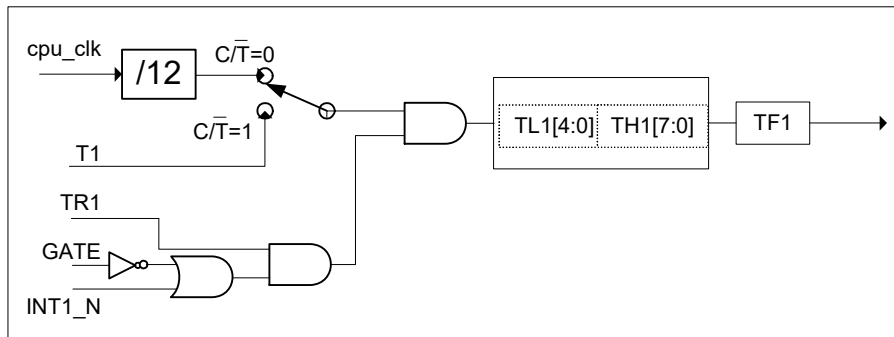 cpu_clk
/12
C/T̅=0
C/T̅=1
T1
TL1[4:0]
TH1[7:0]
TF1
TR1
GATE
INT1_N